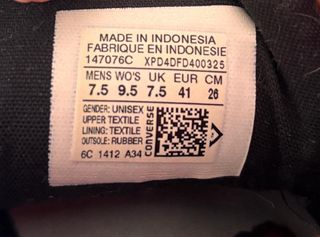 MADE IN INDONESIA
FABRIQUE EN INDONESIE
147076C XPD4DFD400325
MENS WO'S UK EUR CM
7.5 9.5 7.5 41 26
GENDER: UNISEX
UPPER TEXTILE
LINING: TEXTILE
OUTSOLE: RUBBER
6C 1412 A34
CONVERSE